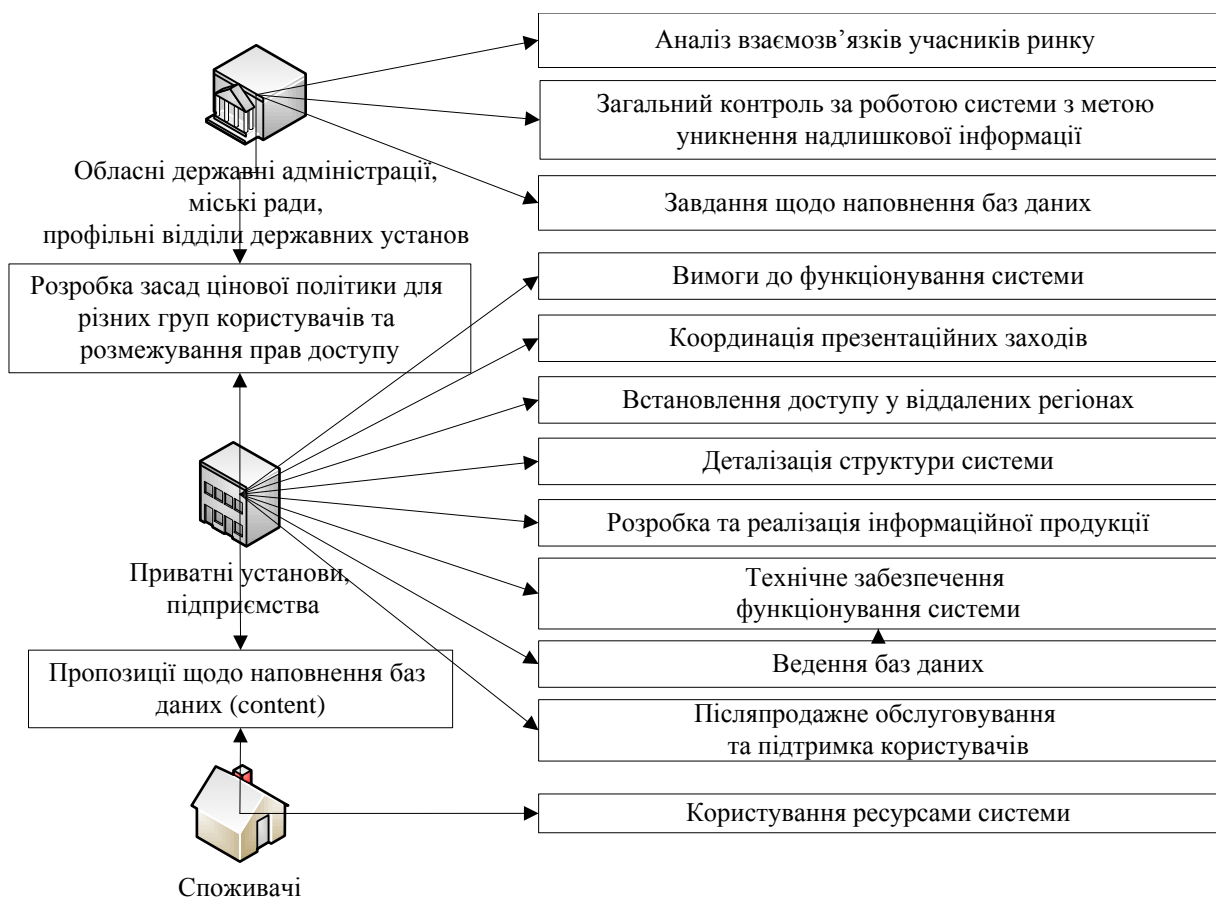 Аналіз взаємозв’язків учасників ринку
Загальний контроль за роботою системи з метою
уникнення надлишкової інформації
Обласні державні адміністрації,
міські ради,
профільні відділи державних установ
Завдання щодо наповнення баз даних
Розробка засад цінової політики для
різних груп користувачів та
розмежування прав доступу
Вимоги до функціонування системи
Координація презентаційних заходів
Встановлення доступу у віддалених регіонах
Деталізація структури системи
Розробка та реалізація інформаційної продукції
Приватні установи,
підприємства
Технічне забезпечення
функціонування системи
Ведення баз даних
Пропозиції щодо наповнення баз
даних (content)
Післяпродажне обслуговування
та підтримка користувачів
Користування ресурсами системи
Споживачі